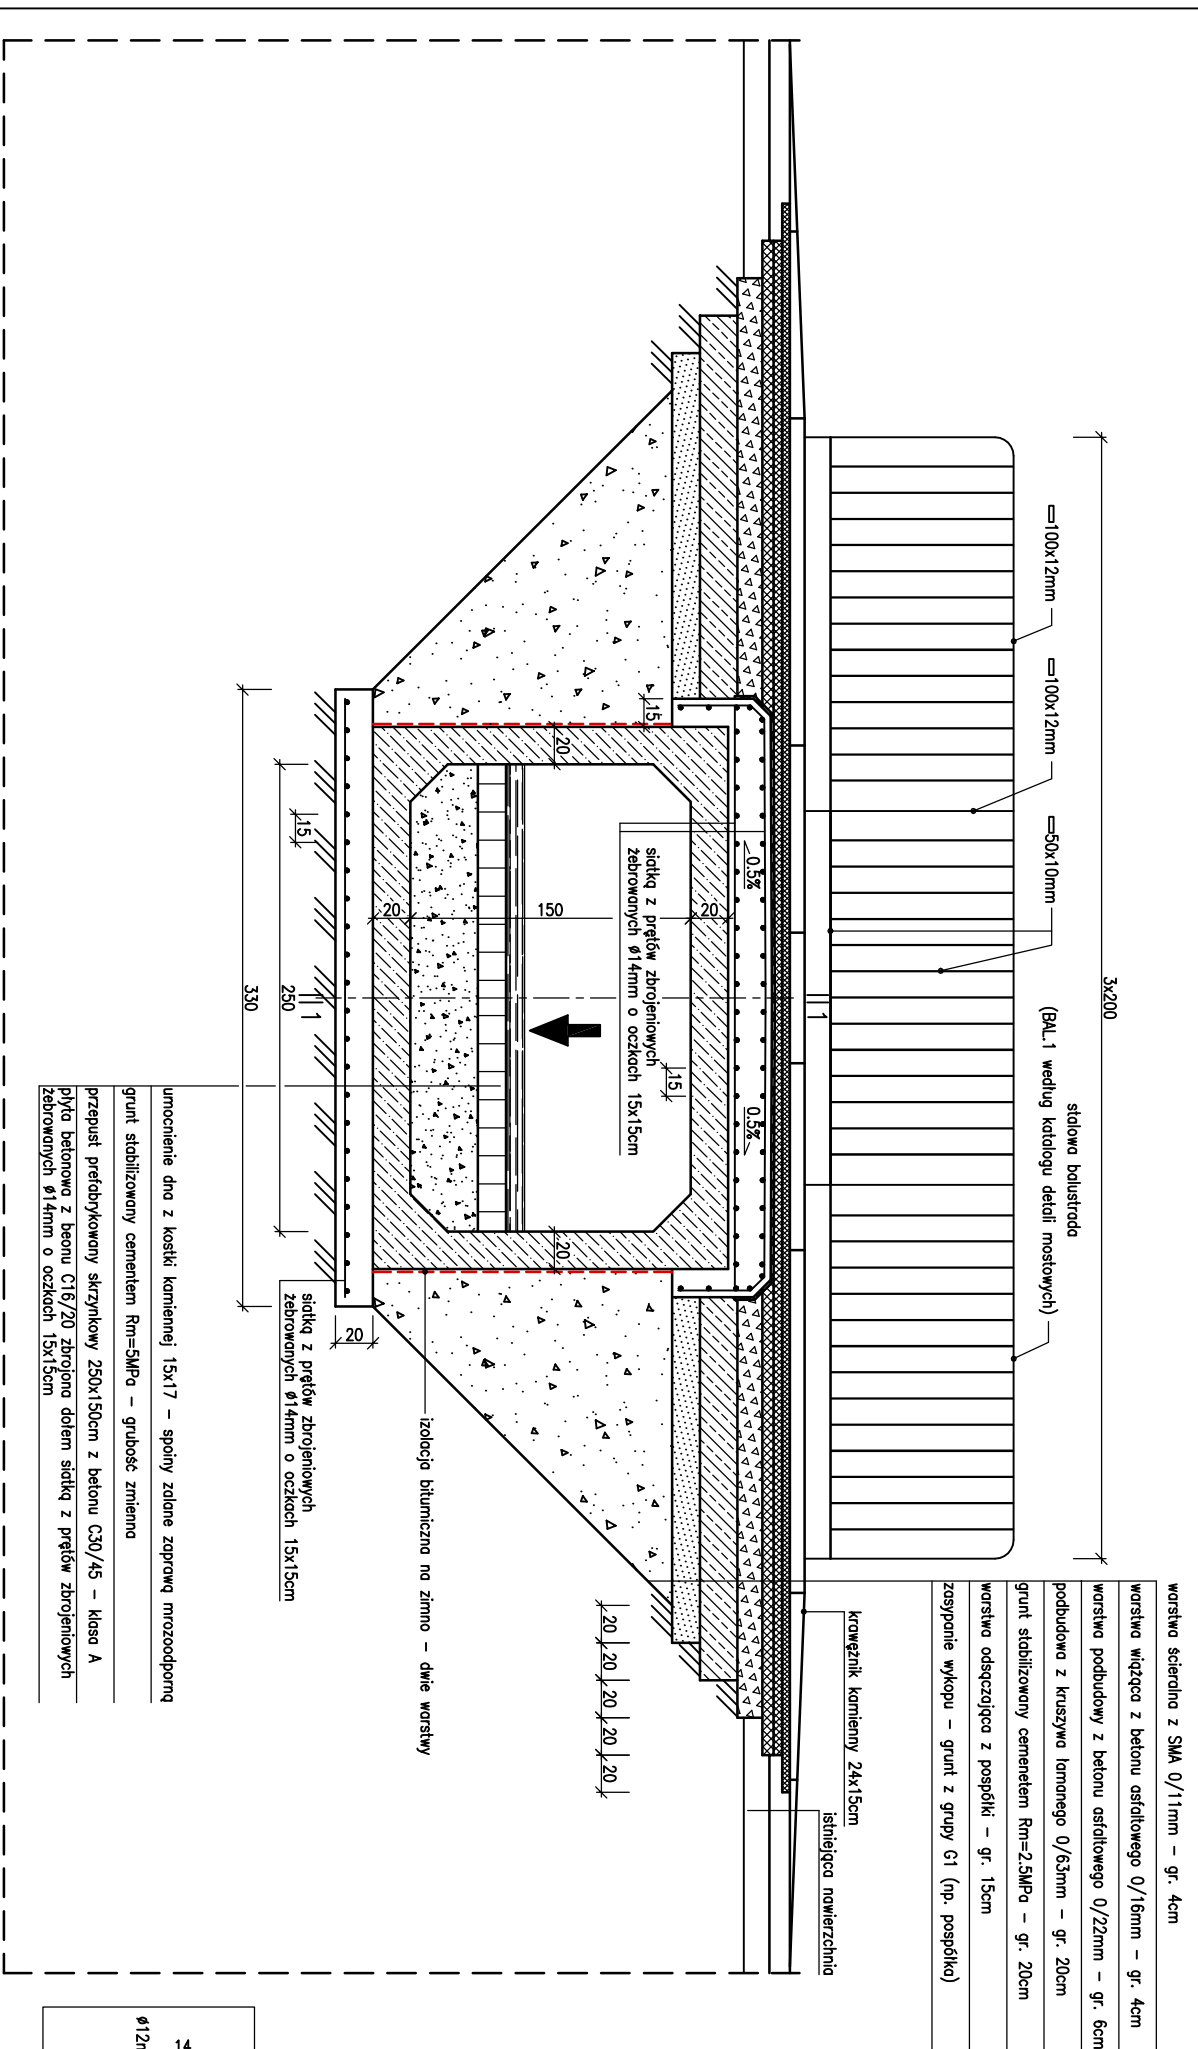 warstwa ścieralna z SMA 0/11mm – gr. 4cm
warstwa wiążąca z betonu asfaltowego 0/16mm – gr. 4cm
warstwa podbudowy z betonu asfaltowego 0/22mm – gr. 6cm
podbudowa z kruszywa łamanego 0/63mm – gr. 20cm
grunt stabilizowany cemenetem Rm=2.5MPa – gr. 20cm
warstwa odsączająca z pospółki – gr. 15cm
zasypanie wykopu – grunt z grupy G1 (np. pospółka)
3x200
stalowa balustrada
(BAL.1 według katalogu detali mostowych)
100x12mm
100x12mm
50x10mm
krawężnik kamienny 24x15cm
istniejąca nawierzchnia
1
0.5%
0.5%
15
15
siatką z prętów zbrojeniowych
żebrowanych ø14mm o oczkach 15x15cm
20
150
20
20
20
20
20
20
20
20
izolacja bitumiczna na zimno – dwie warstwy
20
siatką z prętów zbrojeniowych
żebrowanych ø14mm o oczkach 15x15cm
15
1
250
330
umocnienie dna z kostki kamiennej 15x17 – spoiny zalane zaprawą mrozoodporną
grunt stabilizowany cementem Rm=5MPa – grubość zmienna
przepust prefabrykowany skrzynkowy 250x150cm z betonu C30/45 – klasa A
płyta betonowa z beonu C16/20 zbrojona dołem siatką z prętów zbrojeniowych
żebrowanych ø14mm o oczkach 15x15cm
14